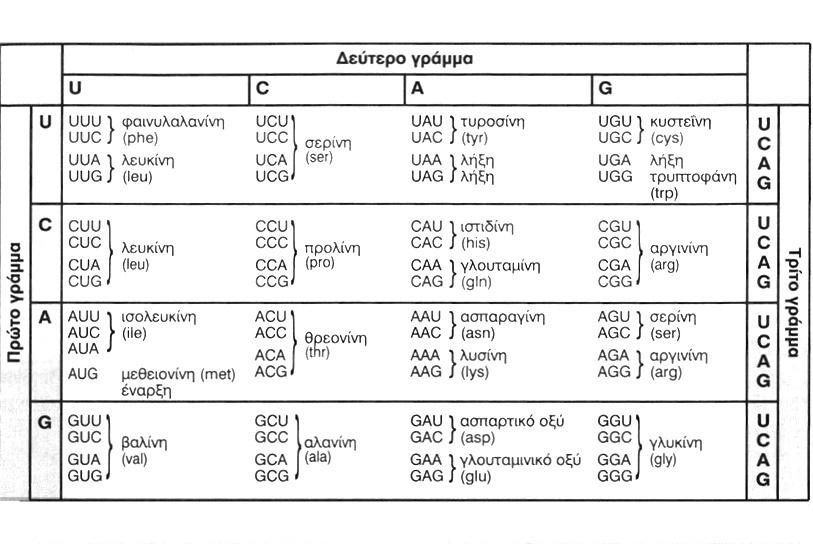 Δεύτερο γράμμα
U C A G
Πρώτο γράμμα
U
UUU φαινυλαλανίνη
UUC (phe)
UUA λευκίνη
UUG (leu)
UCU
UCC
σερίνη
(ser)
UCA
UCG
UAU τυροσίνη
UAC (tyr)
UAA λήξη
UAG λήξη
UGU κυστεΐνη
UGC (cys)
UGA λήξη
UGG τρυπτοφάνη
(trp)
U
C
A
G
C
CUU
CUC
λευκίνη
(leu)
CUA
CUG
CCU
CCC
προλίνη
(pro)
CCA
CCG
CAU ιστιδίνη
CAC (his)
CAA γλουταμίνη
CAG (gln)
CGU
CGC
αργινίνη
(arg)
CGA
CGG
U
C
A
G
A
AUU ισολευκίνη
AUC (ile)
AUA
AUG μεθειονίνη (met)
έναρξη
ACU
ACC
θρεονίνη
(thr)
ACA
ACG
AAU ασπαραγίνη
AAC (asn)
AAA λυσίνη
AAG (lys)
AGU σερίνη
AGC (ser)
AGA αργινίνη
AGG (arg)
U
C
A
G
G
GUU
GUC
βαλίνη
(val)
GUA
GUG
GCU
GCC
αλανίνη
(ala)
GCA
GCG
GAU ασπαρτικό οξύ
GAC (asp)
GAA γλουταμινικό οξύ
GAG (glu)
GGU
GGC
γλυκίνη
(gly)
GGA
GGG
U
C
A
G
Τρίτο γράμμα